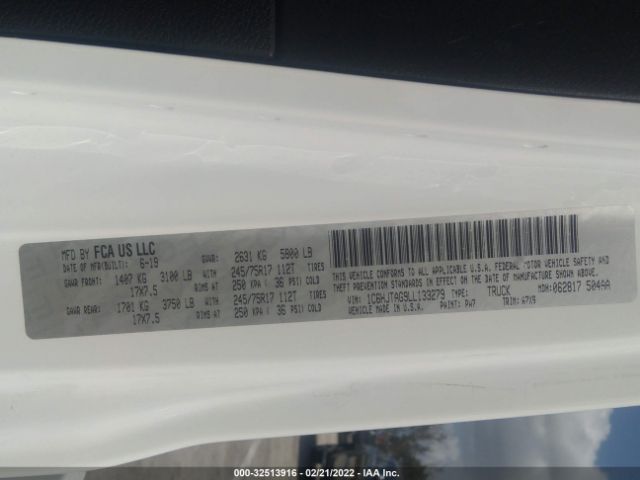 MFD BY FCA US LLC
DATE OF MFR(BUILT): 6-19 GVWR: 2631 KG 5800 LB
GAWR FRONT: 1407 KG 3100 LB WITH 245/75R17 112T TIRES
17X7.5 RIMS AT 250 KPA ( 36 PSI) COLD
GAWR REAR: 1701 KG 3750 LB WITH 245/75R17 112T TIRES
17X7.5 RIMS AT 250 KPA ( 36 PSI) COLD
THIS VEHICLE CONFORMS TO ALL APPLICABLE U.S.A. FEDERAL MOTOR VEHICLE SAFETY,
THEFT PREVENTION STANDARDS IN EFFECT ON THE DATE OF MANUFACTURE SHOWN ABOVE
VIN: 1C6HJTAG9LL133279 TYPE: TRUCK MDH: 062817 504AA
VEHICLE MADE IN U.S.A. PAINT: PW7 TRIM: A7X9
000-32513916 - 02/21/2022 - IAA Inc.